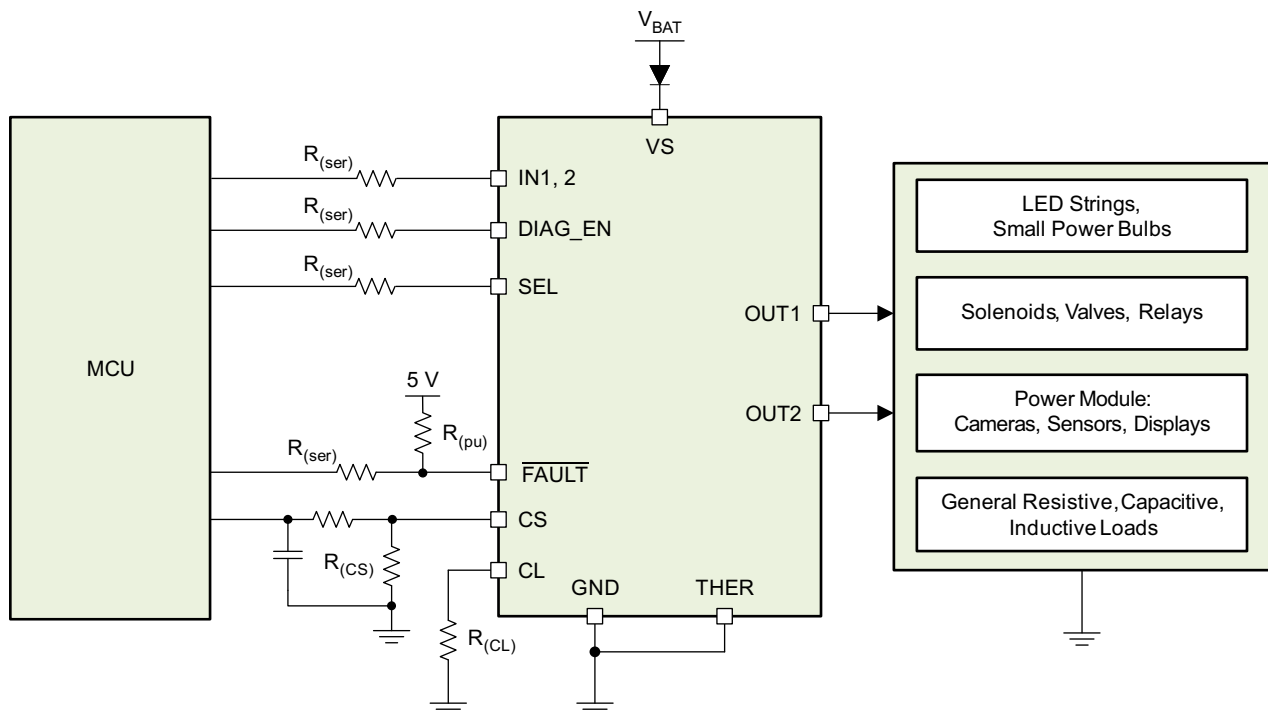 V_BAT
VS
MCU
R_(ser)
IN1, 2
R_(ser)
DIAG_EN
R_(ser)
SEL
5 V
R_(pu)
R_(ser)
FAULT
CS
R_(CS)
CL
R_(CL)
GND
THER
OUT1
OUT2
LED Strings,
Small Power Bulbs
Solenoids, Valves, Relays
Power Module:
Cameras, Sensors, Displays
General Resistive, Capacitive,
Inductive Loads